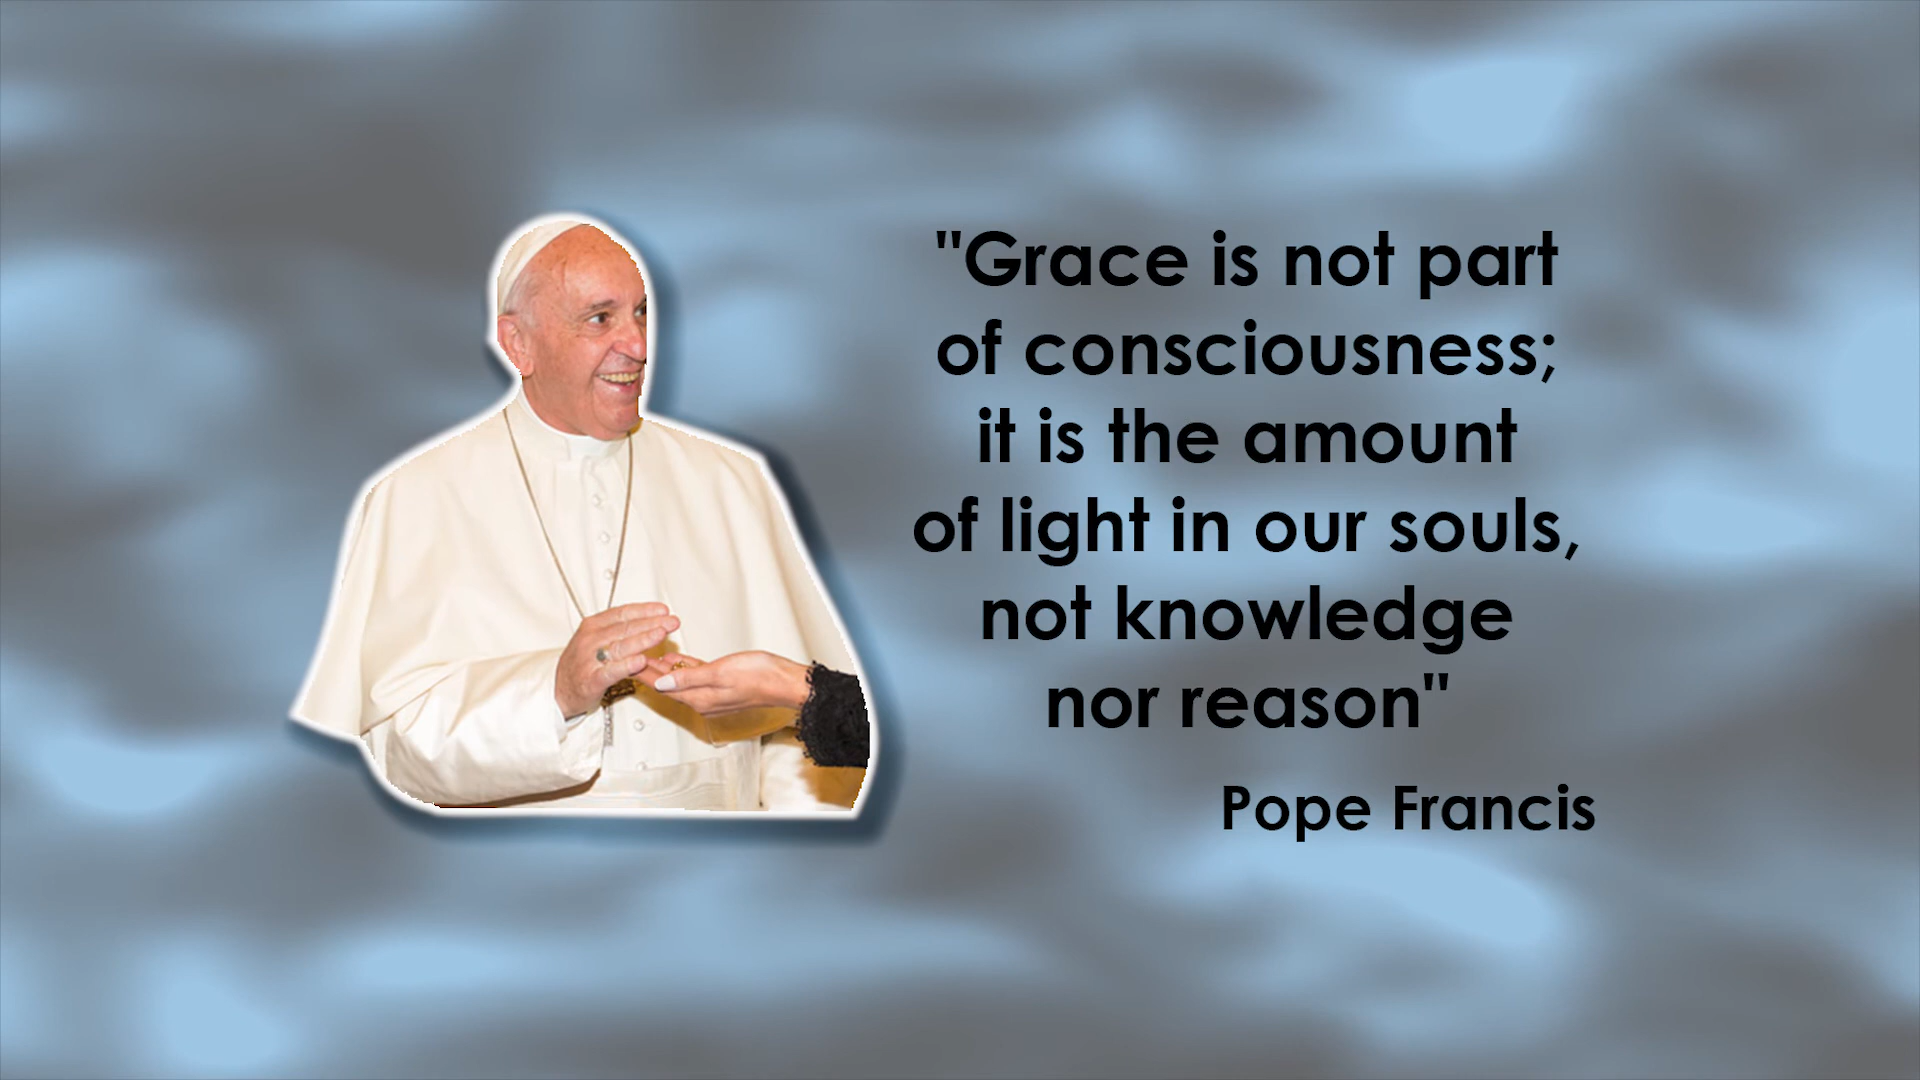 "Grace is not part
of consciousness;
it is the amount
of light in our souls,
not knowledge
nor reason"
Pope Francis